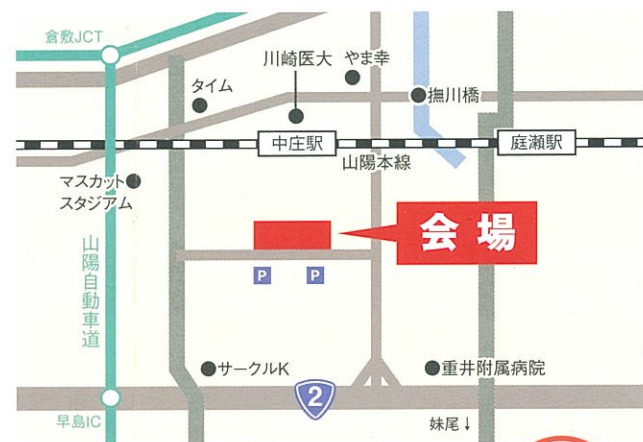 倉敷JCT
川崎医大
やま幸
タイム
撫川橋
中庄駅
庭瀬駅
山陽本線
マスカット
スタジアム
会場
山陽自動車道
P
P
サークルK
重井附属病院
2
早島IC
妹尾↓